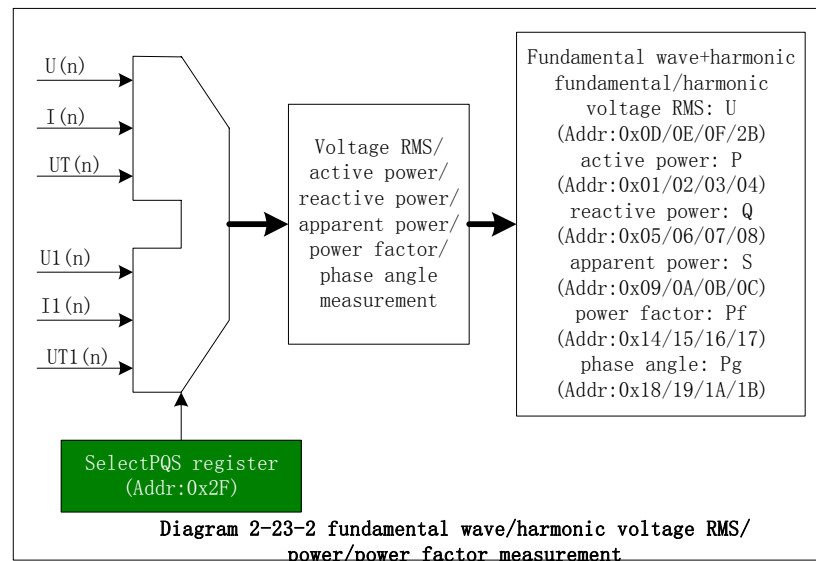 U(n)
I(n)
UT(n)
U1(n)
I1(n)
UT1(n)
SelectPQS register
(Addr:0x2F)
Voltage RMS/
active power/
reactive power/
apparent power/
power factor/
phase angle
measurement
Fundamental wave+harmonic
fundamental/harmonic
voltage RMS: U
(Addr:0x0D/0E/0F/2B)
active power: P
(Addr:0x01/02/03/04)
reactive power: Q
(Addr:0x05/06/07/08)
apparent power: S
(Addr:0x09/0A/0B/0C)
power factor: Pf
(Addr:0x14/15/16/17)
phase angle: Pg
(Addr:0x18/19/1A/1B)
Diagram 2-23-2 fundamental wave/harmonic voltage RMS/
power/power factor measurement